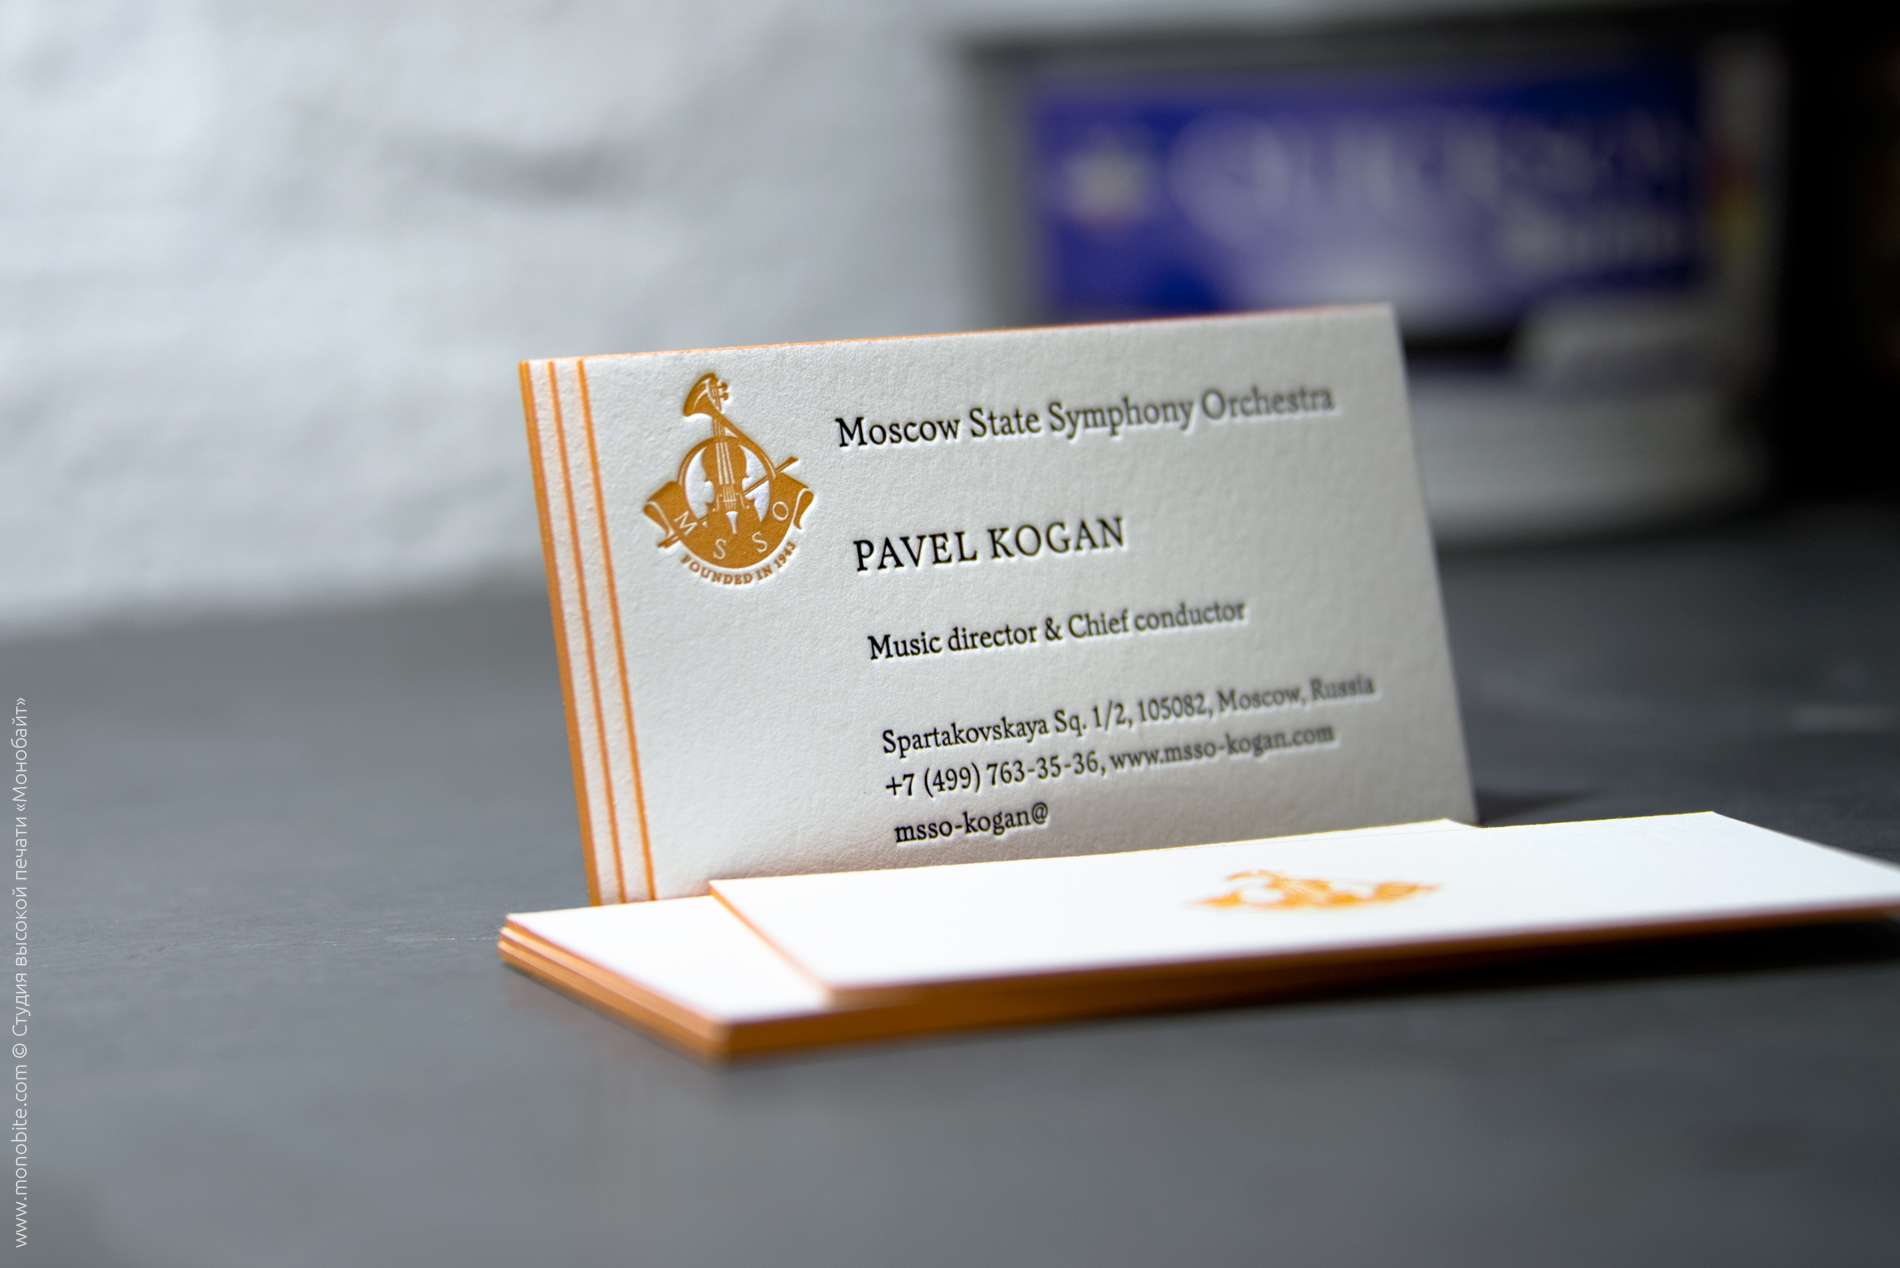 Moscow State Symphony Orchestra
M S S O
FOUNDED IN 1943
PAVEL KOGAN
Music director & Chief conductor
Spartakovskaya Sq. 1/2, 105082, Moscow, Russia
+7 (499) 763-35-36, www.msso-kogan.com
msso-kogan@
www.monobite.com © Студия высокой печати «Монобайт»